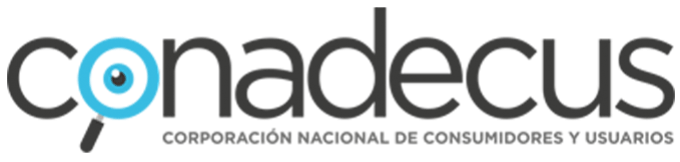 conadecus
CORPORACIÓN NACIONAL DE CONSUMIDORES Y USUARIOS